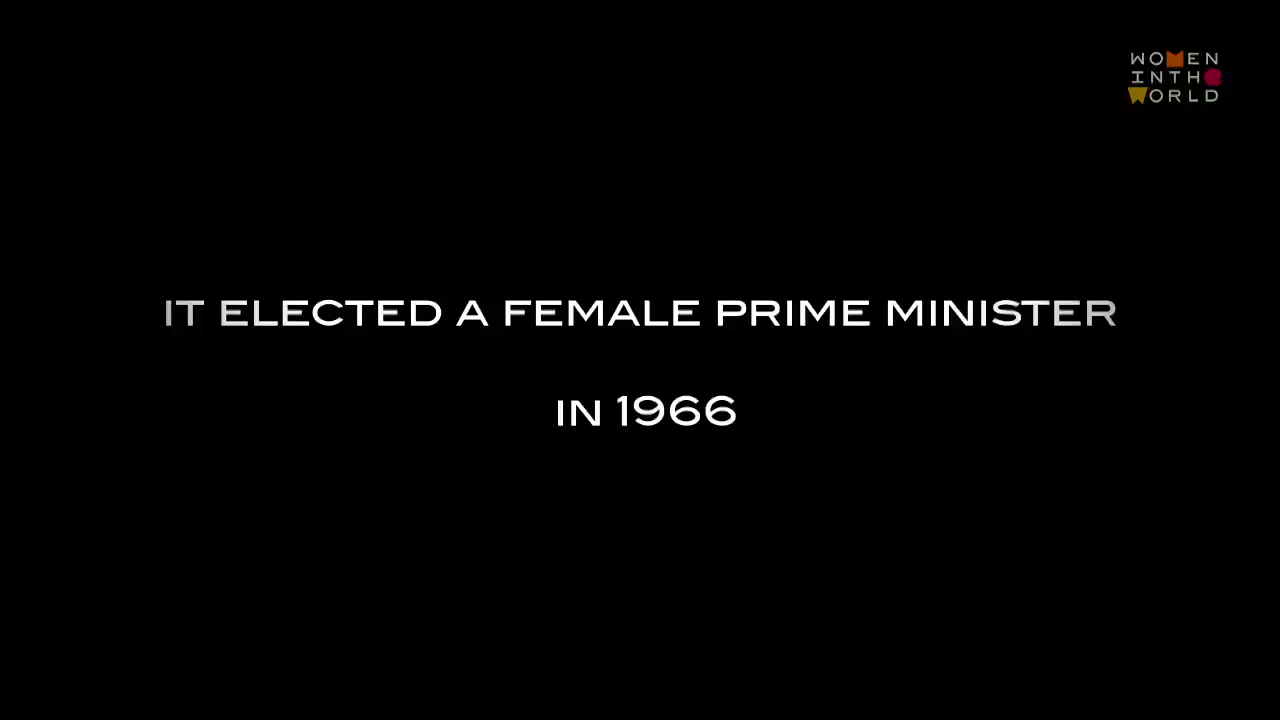 WOMEN
IN THE
WORLD
IT ELECTED A FEMALE PRIME MINISTER
IN 1966